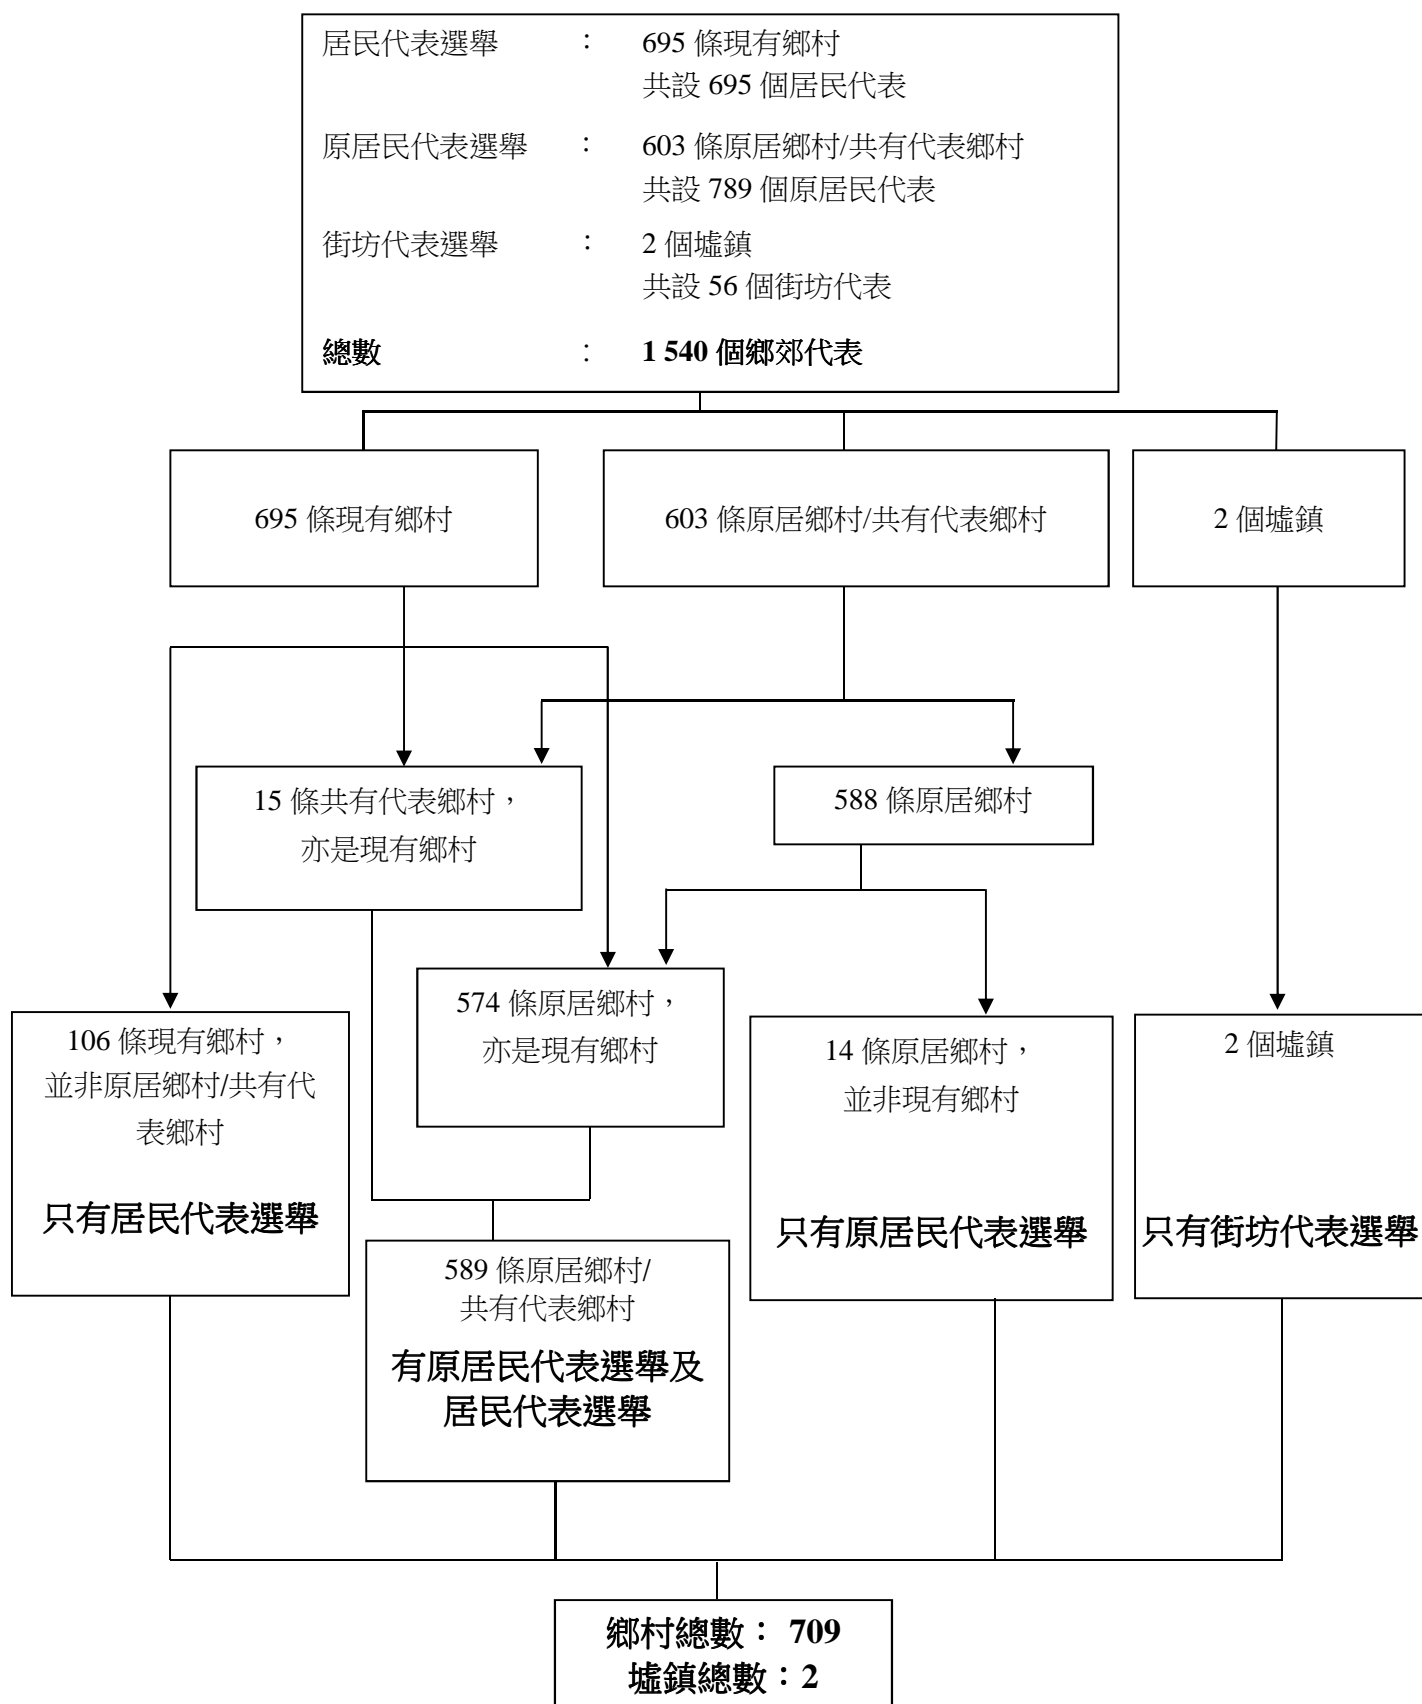 居民代表選舉 : 695 條現有鄉村
共設 695 個居民代表
原居民代表選舉 : 603 條原居鄉村/共有代表鄉村
共設 789 個原居民代表
街坊代表選舉 : 2 個墟鎮
共設 56 個街坊代表
總數 : 1 540 個鄉郊代表
695 條現有鄉村
603 條原居鄉村/共有代表鄉村
2 個墟鎮
15 條共有代表鄉村，
亦是現有鄉村
588 條原居鄉村
574 條原居鄉村，
亦是現有鄉村
106 條現有鄉村，
並非原居鄉村/共有代
表鄉村
只有居民代表選舉
14 條原居鄉村，
並非現有鄉村
只有原居民代表選舉
2 個墟鎮
只有街坊代表選舉
589 條原居鄉村/
共有代表鄉村
有原居民代表選舉及
居民代表選舉
鄉村總數： 709
墟鎮總數：2